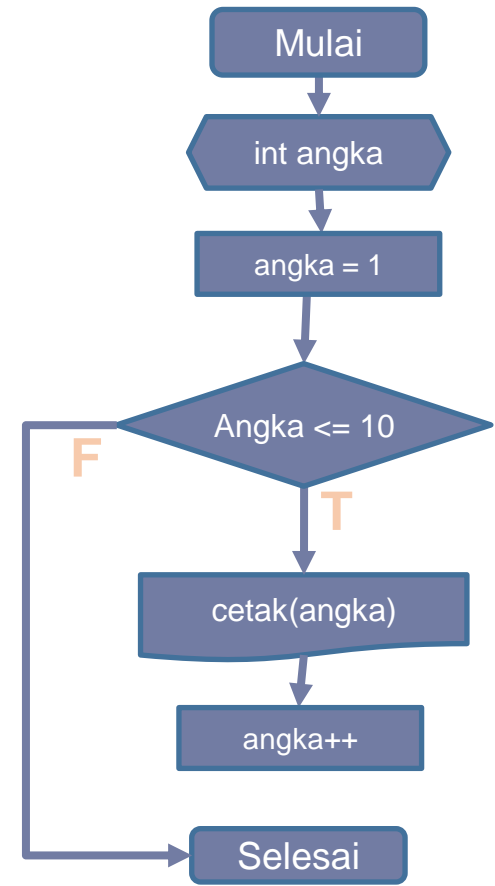 Mulai
int angka
angka = 1
Angka <= 10
F
T
cetak(angka)
angka++
Selesai